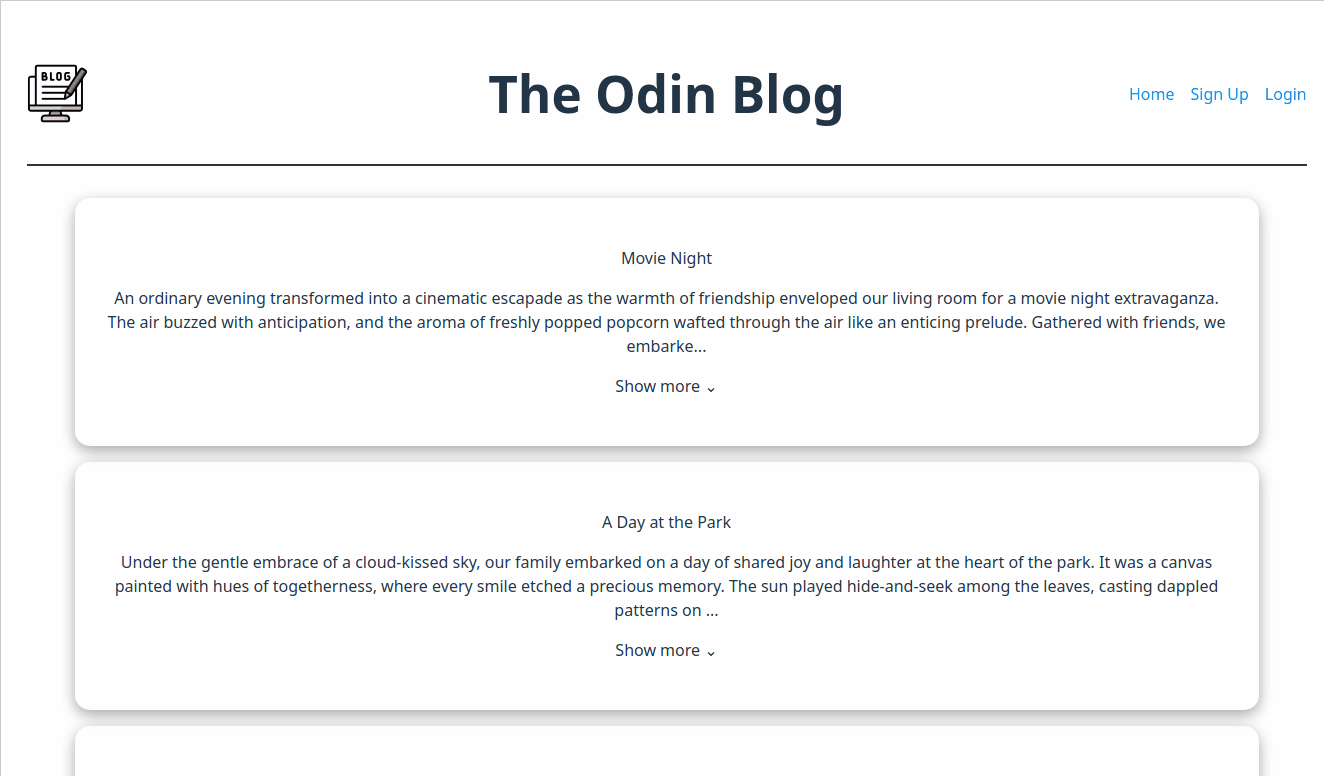 BLOG
The Odin Blog
Home Sign Up Login
Movie Night
An ordinary evening transformed into a cinematic escapade as the warmth of friendship enveloped our living room for a movie night extravaganza.
The air buzzed with anticipation, and the aroma of freshly popped popcorn wafted through the air like an enticing prelude. Gathered with friends, we
embarke...
Show more ⌄
A Day at the Park
Under the gentle embrace of a cloud-kissed sky, our family embarked on a day of shared joy and laughter at the heart of the park. It was a canvas
painted with hues of togetherness, where every smile etched a precious memory. The sun played hide-and-seek among the leaves, casting dappled
patterns on ...
Show more ⌄